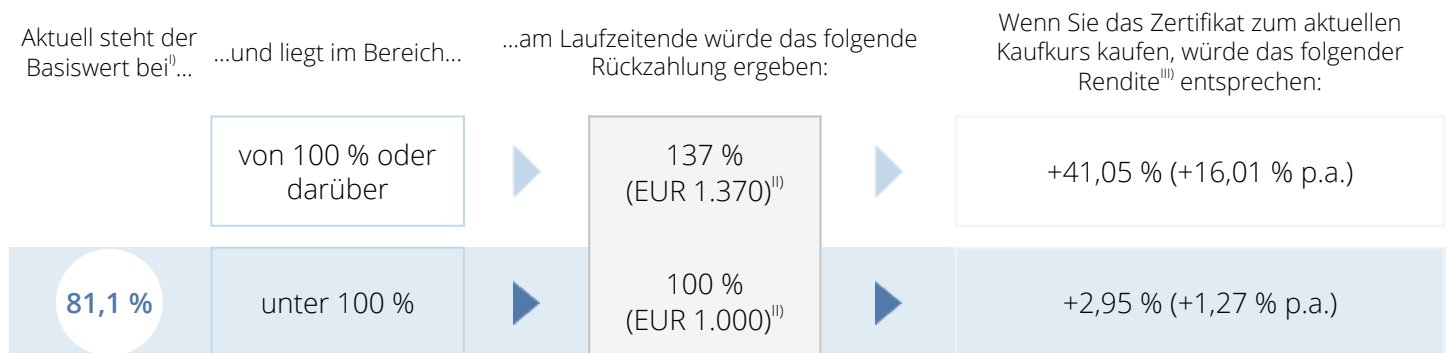 Aktuell steht der
Basiswert bei I)...
...und liegt im Bereich...
...am Laufzeitende würde das folgende
Rückzahlung ergeben:
Wenn Sie das Zertifikat zum aktuellen
Kaufkurs kaufen, würde das folgender
Rendite III) entsprechen:
von 100 % oder
darüber
137 %
(EUR 1.370) II)
+41,05 % (+16,01 % p.a.)
81,1 %
unter 100 %
100 %
(EUR 1.000) II)
+2,95 % (+1,27 % p.a.)